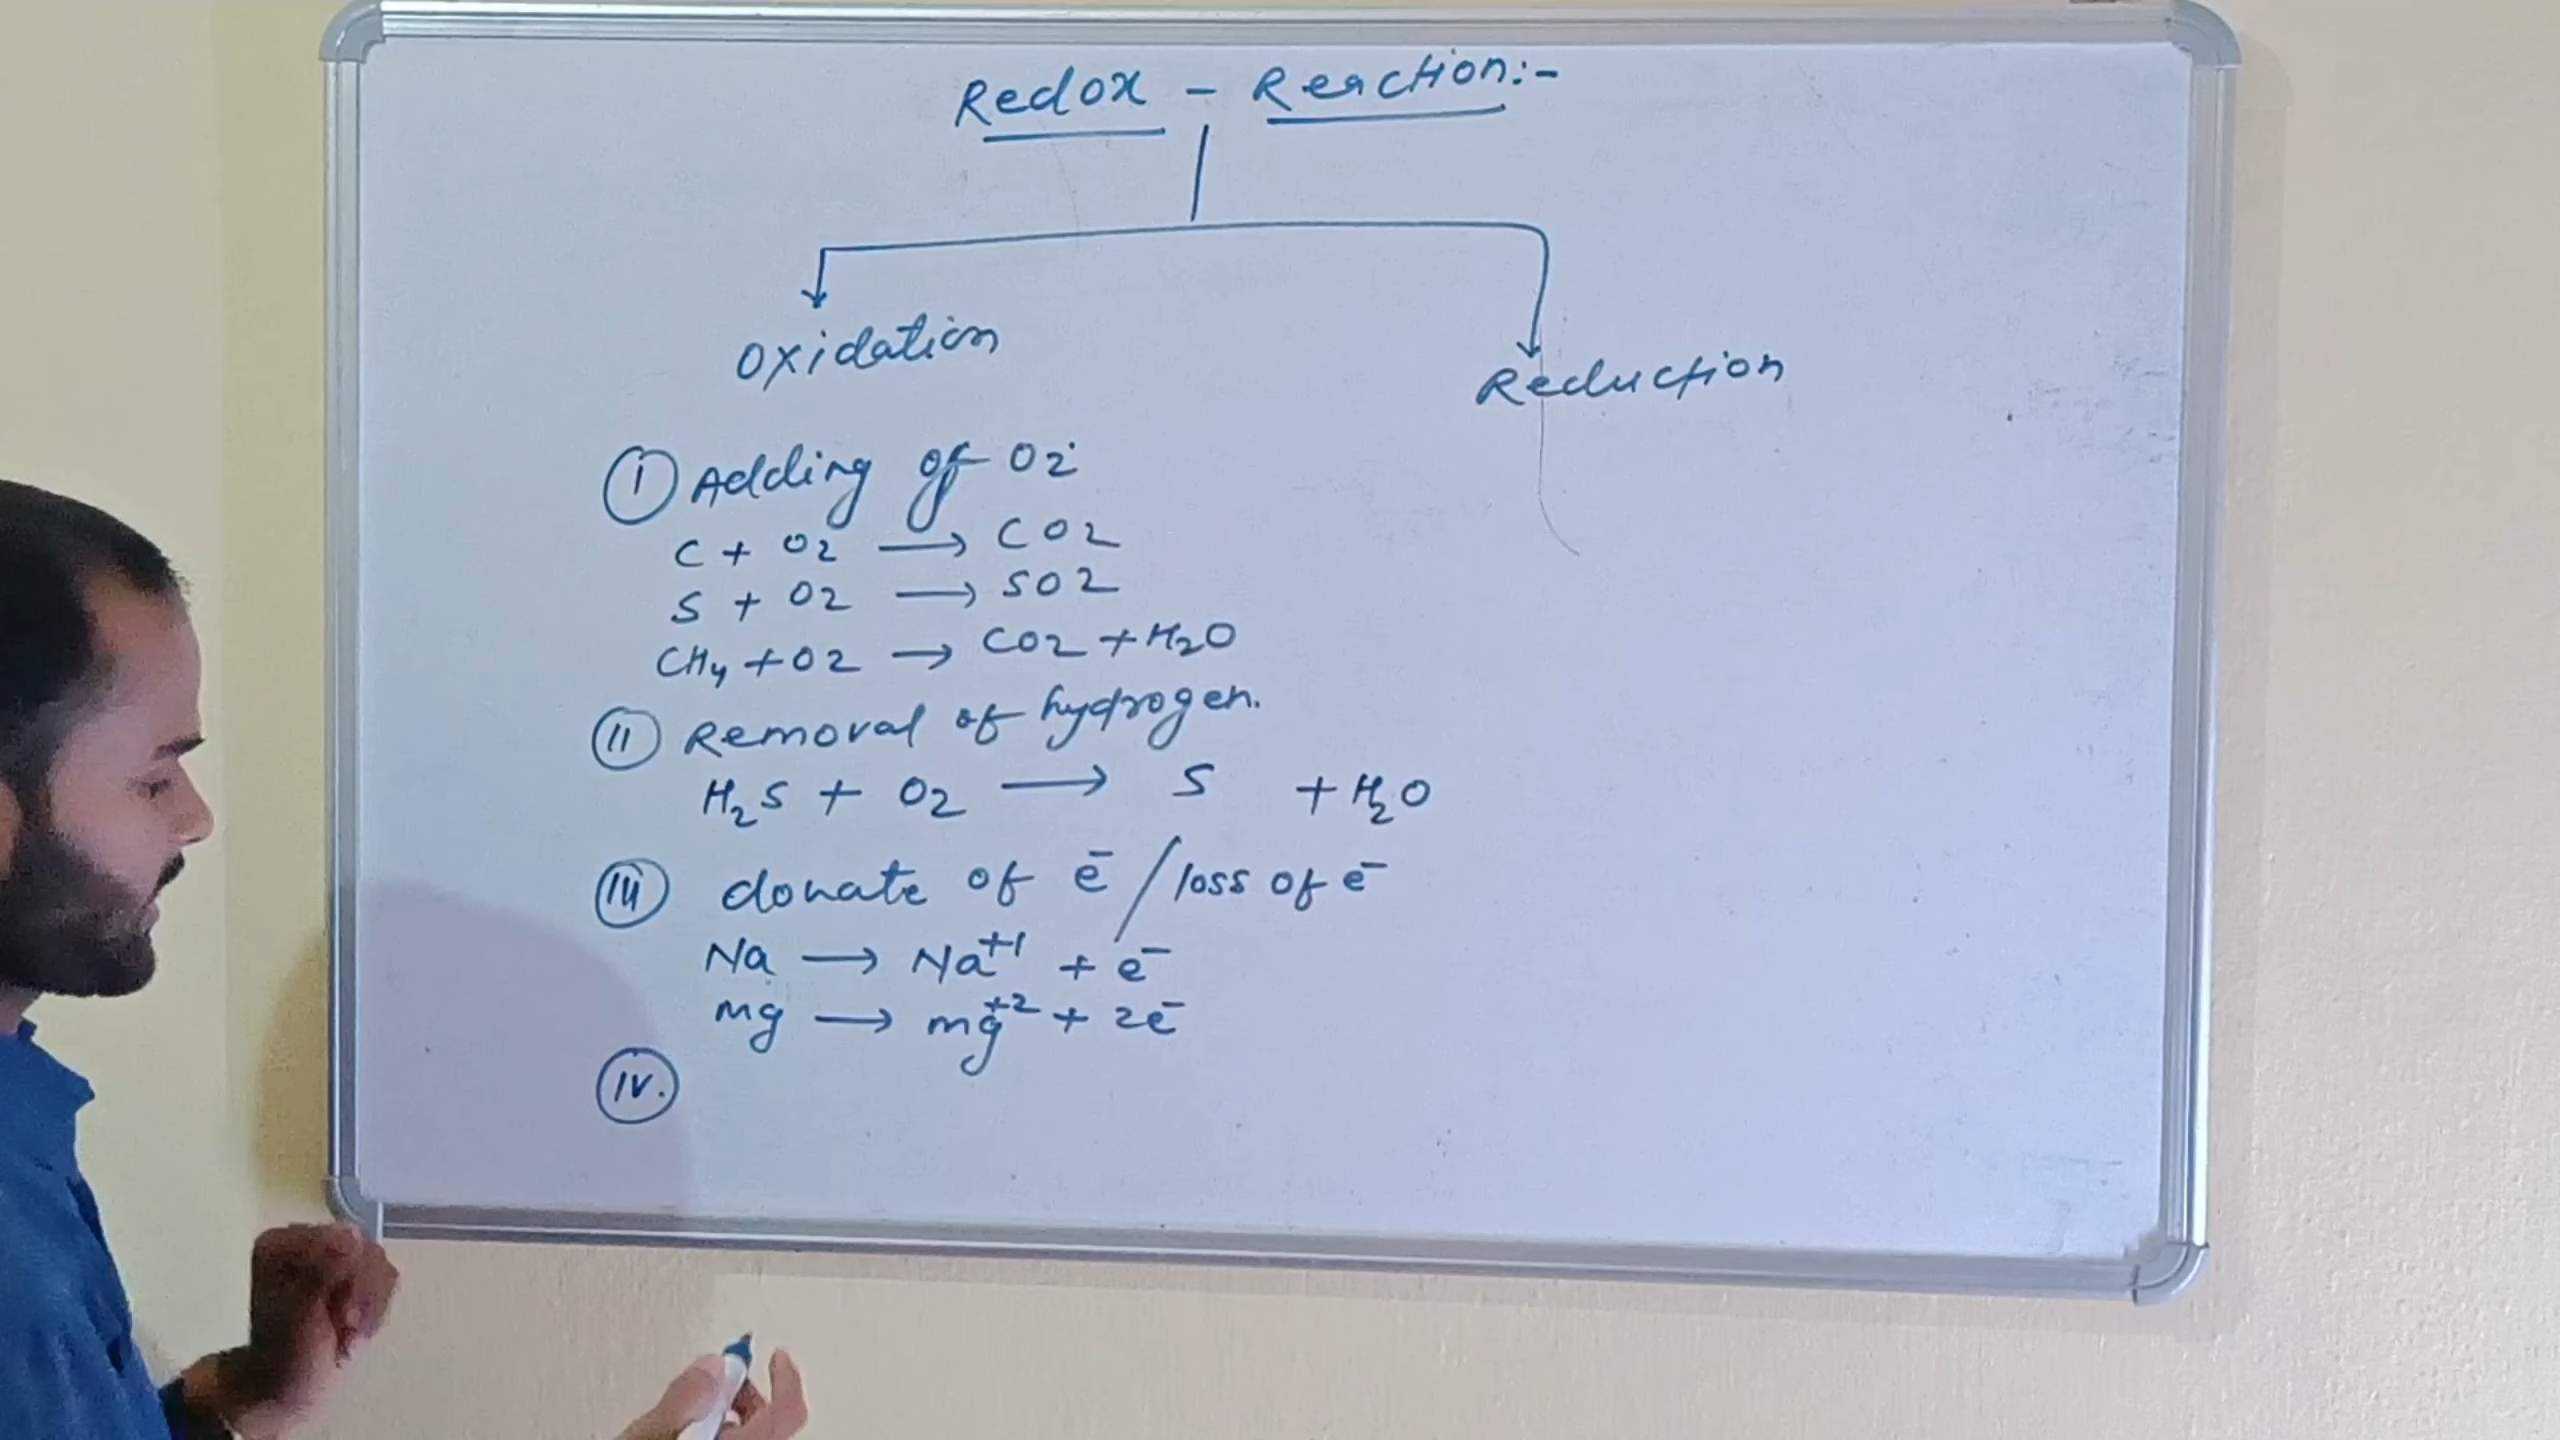 Redox - Reaction:-
Oxidation
Reduction
(I) Adding of O2
C + O2 → CO2
S + O2 → SO2
CH4 + O2 → CO2 + H2O
(II) Removal of hydrogen.
H2S + O2 → S + H2O
(III) donate of e⁻ / loss of e⁻
Na → Na⁺¹ + e⁻
mg → mg⁺² + 2e⁻
(IV.)